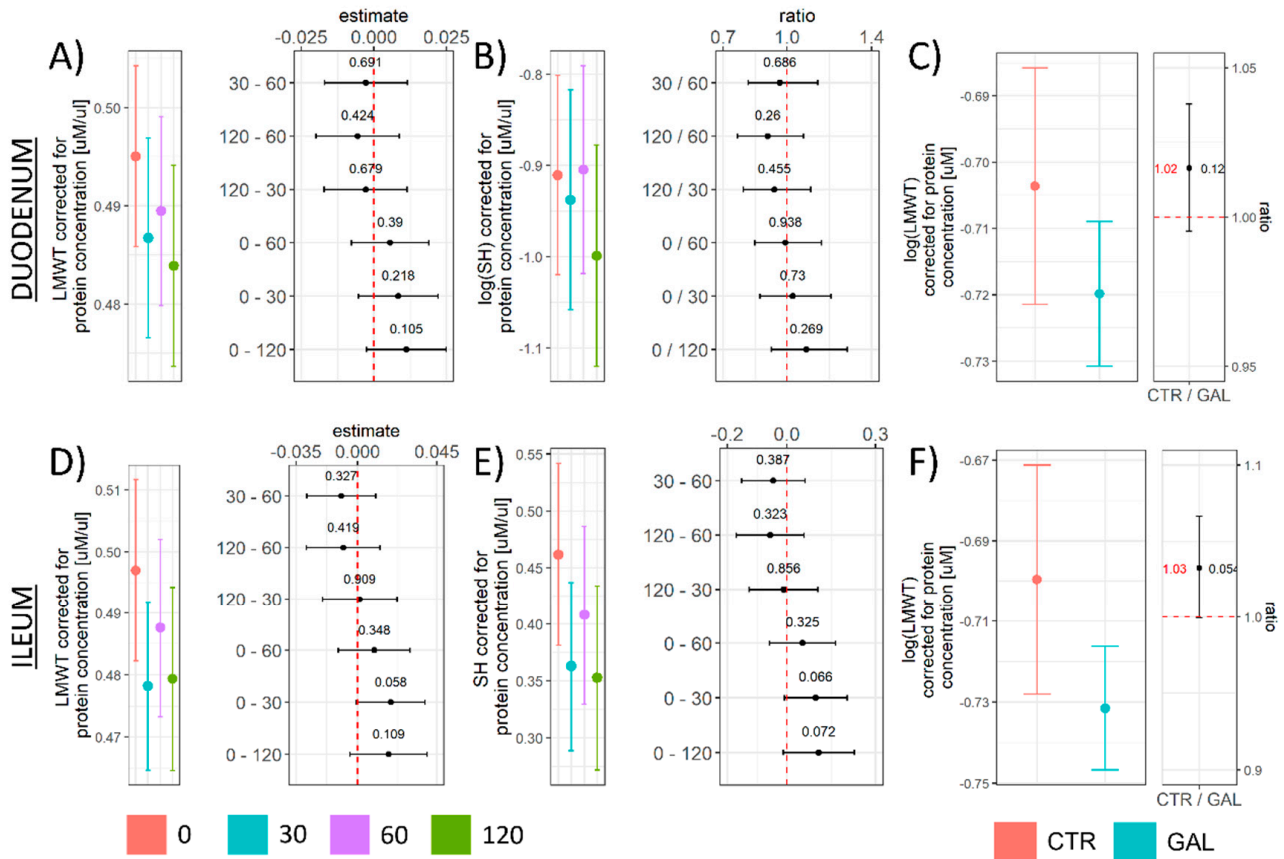 A)
B)
C)
DUODENUM
LMWT corrected for
protein concentration [uM/ul]
0.50
0.49
0.48
estimate
-0.025
0.000
0.025
30 - 60
120 - 60
120 - 30
0 - 60
0 - 30
0 - 120
0.691
0.424
0.679
0.39
0.218
0.105
log(SH) corrected for
protein concentration [uM/ul]
-0.8
-0.9
-1.0
-1.1
ratio
0.7
1.0
1.4
30 / 60
120 / 60
120 / 30
0 / 60
0 / 30
0 / 120
0.686
0.26
0.455
0.938
0.73
0.269
log(LMWT)
corrected for protein
concentration [uM]
-0.69
-0.70
-0.71
-0.72
-0.73
1.02
0.12
1.05
1.00
0.95
ratio
CTR / GAL
D)
E)
F)
ILEUM
LMWT corrected for
protein concentration [uM/ul]
0.51
0.50
0.49
0.48
0.47
estimate
-0.035
0.000
0.045
30 - 60
120 - 60
120 - 30
0 - 60
0 - 30
0 - 120
0.327
0.419
0.909
0.348
0.058
0.109
SH corrected for
protein concentration [uM/ul]
0.55
0.50
0.45
0.40
0.35
0.30
-0.2
0.0
0.3
30 - 60
120 - 60
120 - 30
0 - 60
0 - 30
0 - 120
0.387
0.323
0.856
0.325
0.066
0.072
log(LMWT)
corrected for protein
concentration [uM]
-0.67
-0.69
-0.71
-0.73
-0.75
1.03
0.054
1.1
1.0
0.9
ratio
CTR / GAL
0
30
60
120
CTR
GAL